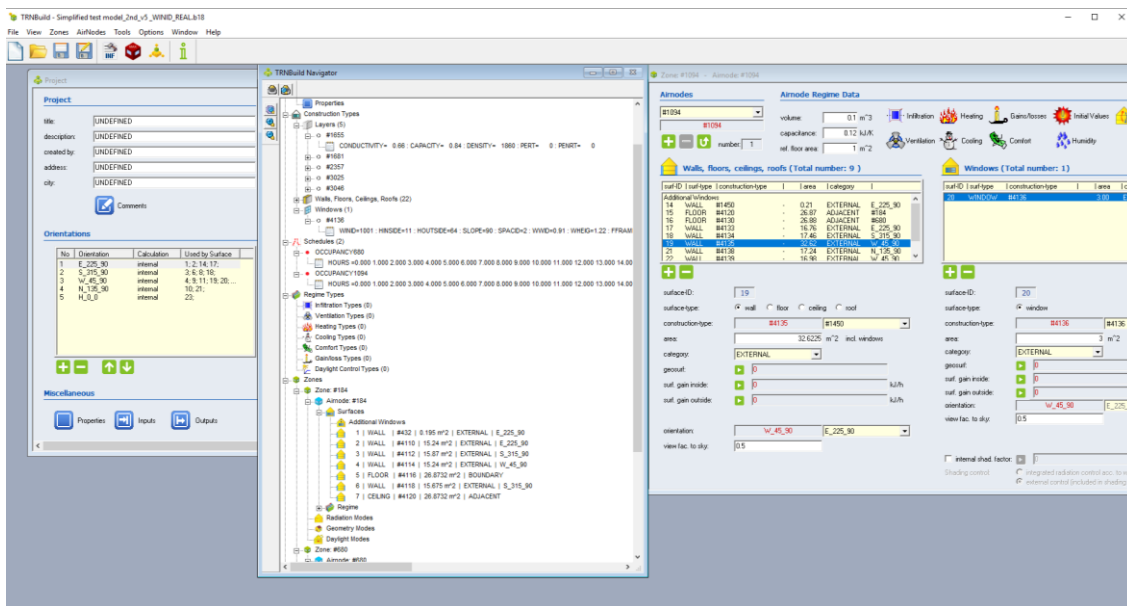 TRNBuild - Simplified test model_2nd_v5 _WINID_REAL.b18
File View Zones AirNodes Tools Options Window Help
Project
Project
title: UNDEFINED
description: UNDEFINED
created by: UNDEFINED
address: UNDEFINED
city: UNDEFINED
Comments
Orientations
No Orientation Calculation Used by Surface
1 E_225_90 internal 1; 2; 14; 17;
2 S_315_90 internal 3; 6; 8; 18;
3 W_45_90 internal 4; 9; 11; 19; 20; ...
4 N_135_90 internal 10; 21;
5 H_0_0 internal 23;
Miscellaneous
Properties Inputs Outputs
TRNBuild Navigator
Properties
Construction Types
Layers (5)
#1655
CONDUCTIVITY= 0.66 : CAPACITY= 0.84 : DENSITY= 1860 : PERT= 0 : PENRT= 0
#1681
#2357
#3025
#3046
Walls, Floors, Ceilings, Roofs (22)
Windows (1)
#4136
WINID=1001 : HINSIDE=11 : HOUTSIDE=64 : SLOPE=90 : SPACID=2 : WWID=0.91 : WHEIG=1.22 : FFRAM
Schedules (2)
OCCUPANCY680
HOURS =0.000 1.000 2.000 3.000 4.000 5.000 6.000 7.000 8.000 9.000 10.000 11.000 12.000 13.000 14.00
OCCUPANCY1094
HOURS =0.000 1.000 2.000 3.000 4.000 5.000 6.000 7.000 8.000 9.000 10.000 11.000 12.000 13.000 14.00
Regime Types
Infiltration Types (0)
Ventilation Types (0)
Heating Types (0)
Cooling Types (0)
Comfort Types (0)
Gain/loss Types (0)
Daylight Control Types (0)
Zones
Zone: #184
Airnode: #184
Surfaces
Additional Windows
1 | WALL | #432 | 0.195 m^2 | EXTERNAL | E_225_90
2 | WALL | #4110 | 15.24 m^2 | EXTERNAL | E_225_90
3 | WALL | #4112 | 15.87 m^2 | EXTERNAL | S_315_90
4 | WALL | #4114 | 15.24 m^2 | EXTERNAL | W_45_90
5 | FLOOR | #4116 | 26.8732 m^2 | BOUNDARY
6 | WALL | #4118 | 15.675 m^2 | EXTERNAL | S_315_90
7 | CEILING | #4120 | 26.8732 m^2 | ADJACENT
Regime
Radiation Modes
Geometry Modes
Daylight Modes
Zone: #680
Airnode: #680
Zone: #1094 - Airnode: #1094
Airnodes
#1094
#1094
number: 1
Airnode Regime Data
volume: 0.1 m^3
capacitance: 0.12 kJ/K
ref. floor area: 1 m^2
Infiltration Heating Gains/losses Initial Values
Ventilation Cooling Comfort Humidity
Walls, floors, ceilings, roofs (Total number: 9 )
surf-ID | surf-type | construction-type | area | category
Additional Windows
14 WALL #1450 - 0.21 EXTERNAL E_225_90
15 FLOOR #4120 - 26.87 ADJACENT #184
16 FLOOR #4130 - 26.88 ADJACENT #680
17 WALL #4133 - 16.76 EXTERNAL E_225_90
18 WALL #4134 - 17.46 EXTERNAL S_315_90
19 WALL #4135 - 32.62 EXTERNAL W_45_90
21 WALL #4138 - 17.24 EXTERNAL N_135_90
22 WALL #4139 - 16.98 EXTERNAL W_45_90
surface-ID: 19
surface-type: wall floor ceiling roof
construction-type: #4135 #1450
area: 32.6225 m^2 incl. windows
category: EXTERNAL
geosurf: 0
surf. gain inside: 0 kJ/h
surf. gain outside: 0 kJ/h
orientation: W_45_90 E_225_90
view fac. to sky: 0.5
Windows (Total number: 1)
surf-ID | surf-type | construction-type | area
20 WINDOW #4136 - 3.00
surface-ID: 20
surface-type: window
construction-type: #4136 #4136
area: 3 m^2
category: EXTERNAL
geosurf: 0
surf. gain inside: 0
surf. gain outside: 0
orientation: W_45_90 E_225_
view fac. to sky: 0.5
internal shad. factor: 0
Shading control: integrated radiation control acc. to
external control (included in shading